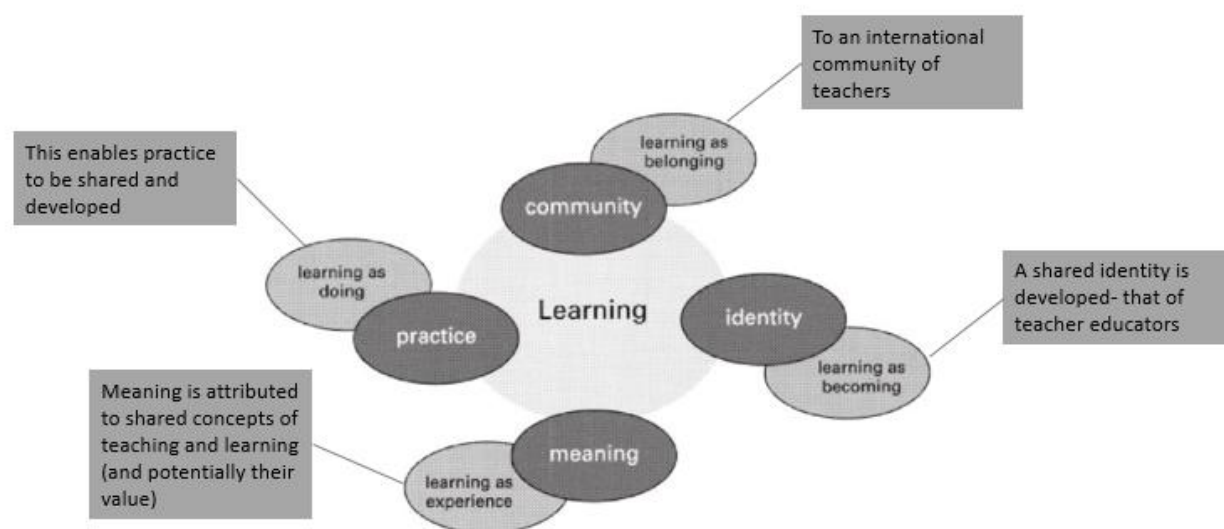 To an international
community of
teachers
learning as
belonging
community
This enables practice
to be shared and
developed
learning as
doing
practice
Learning
identity
A shared identity is
developed- that of
teacher educators
learning as
becoming
Meaning is attributed
to shared concepts of
teaching and learning
(and potentially their
value)
meaning
learning as
experience